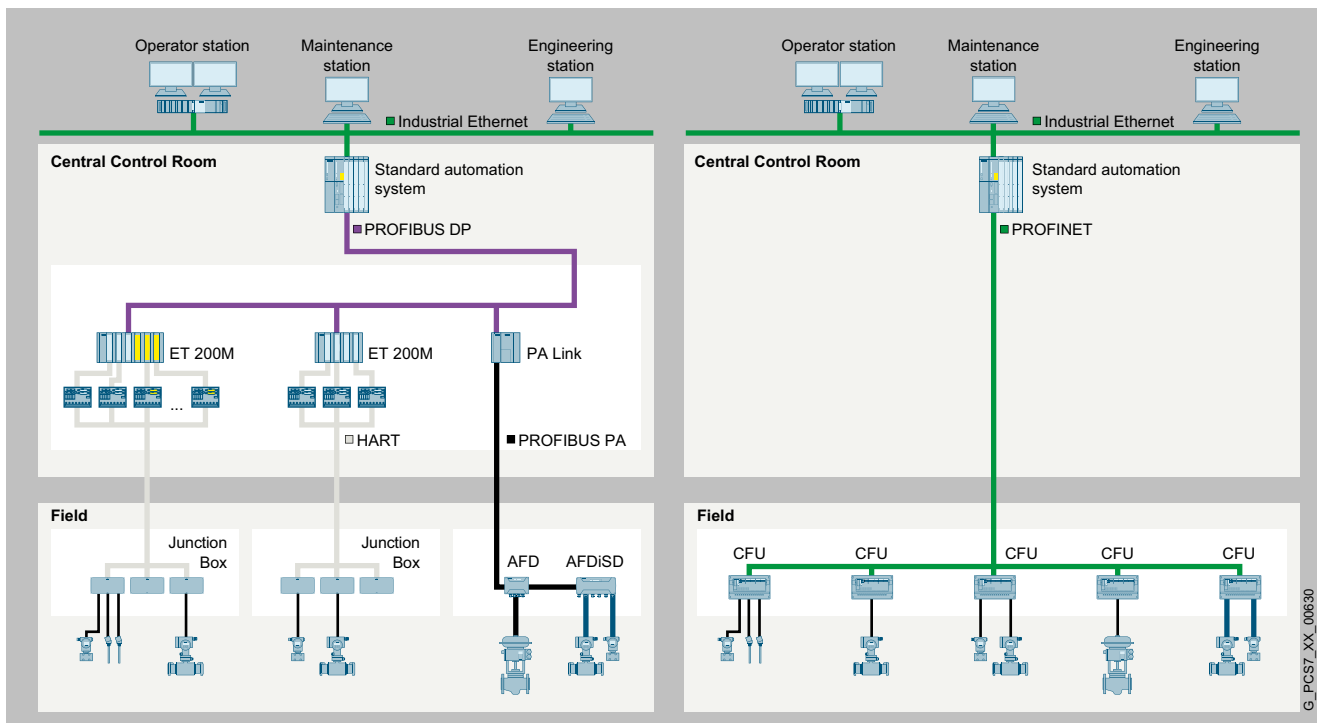 Operator station
Maintenance
station
Engineering
station
Industrial Ethernet
Central Control Room
Standard automation
system
PROFIBUS DP
ET 200M
ET 200M
PA Link
...
HART
PROFIBUS PA
Field
Junction
Box
Junction
Box
AFD
AFDiSD
Operator station
Maintenance
station
Engineering
station
Industrial Ethernet
Central Control Room
Standard automation
system
PROFINET
Field
CFU
CFU
CFU
CFU
CFU
G_PCS7_XX_00630